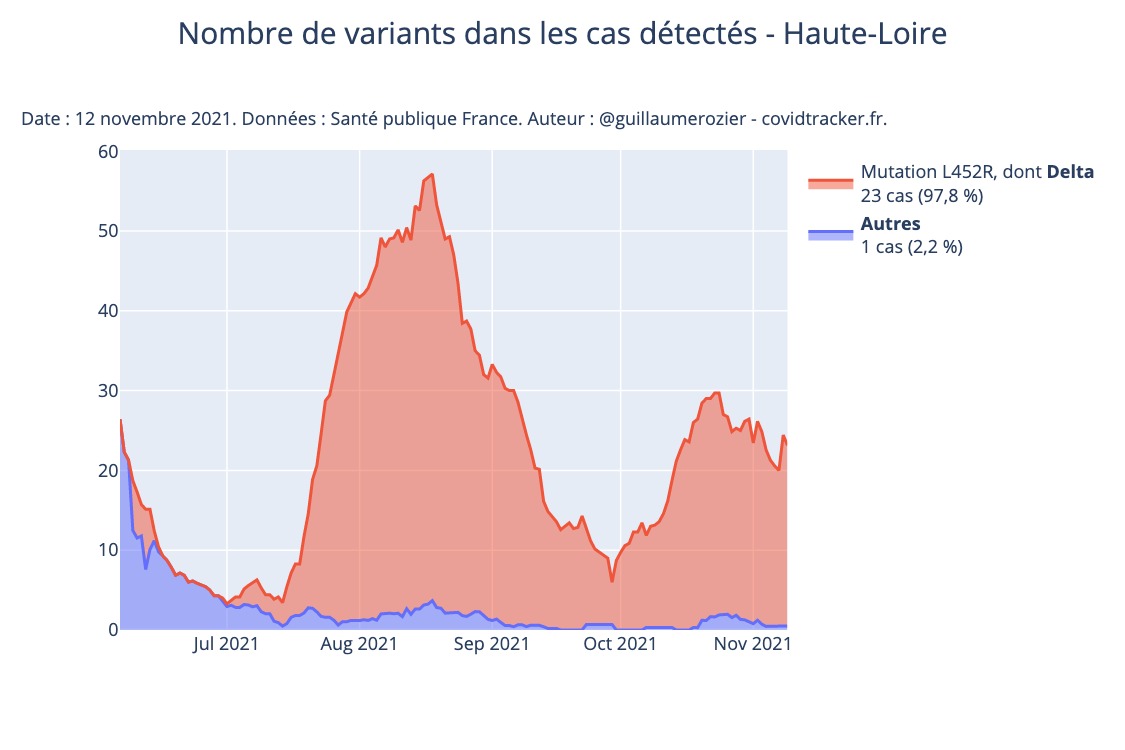 Nombre de variants dans les cas détectés - Haute-Loire
Date : 12 novembre 2021. Données : Santé publique France. Auteur : @guillaumerozier - covidtracker.fr.
60
50
40
30
20
10
0
Jul 2021
Aug 2021
Sep 2021
Oct 2021
Nov 2021
Mutation L452R, dont Delta
23 cas (97,8 %)
Autres
1 cas (2,2 %)